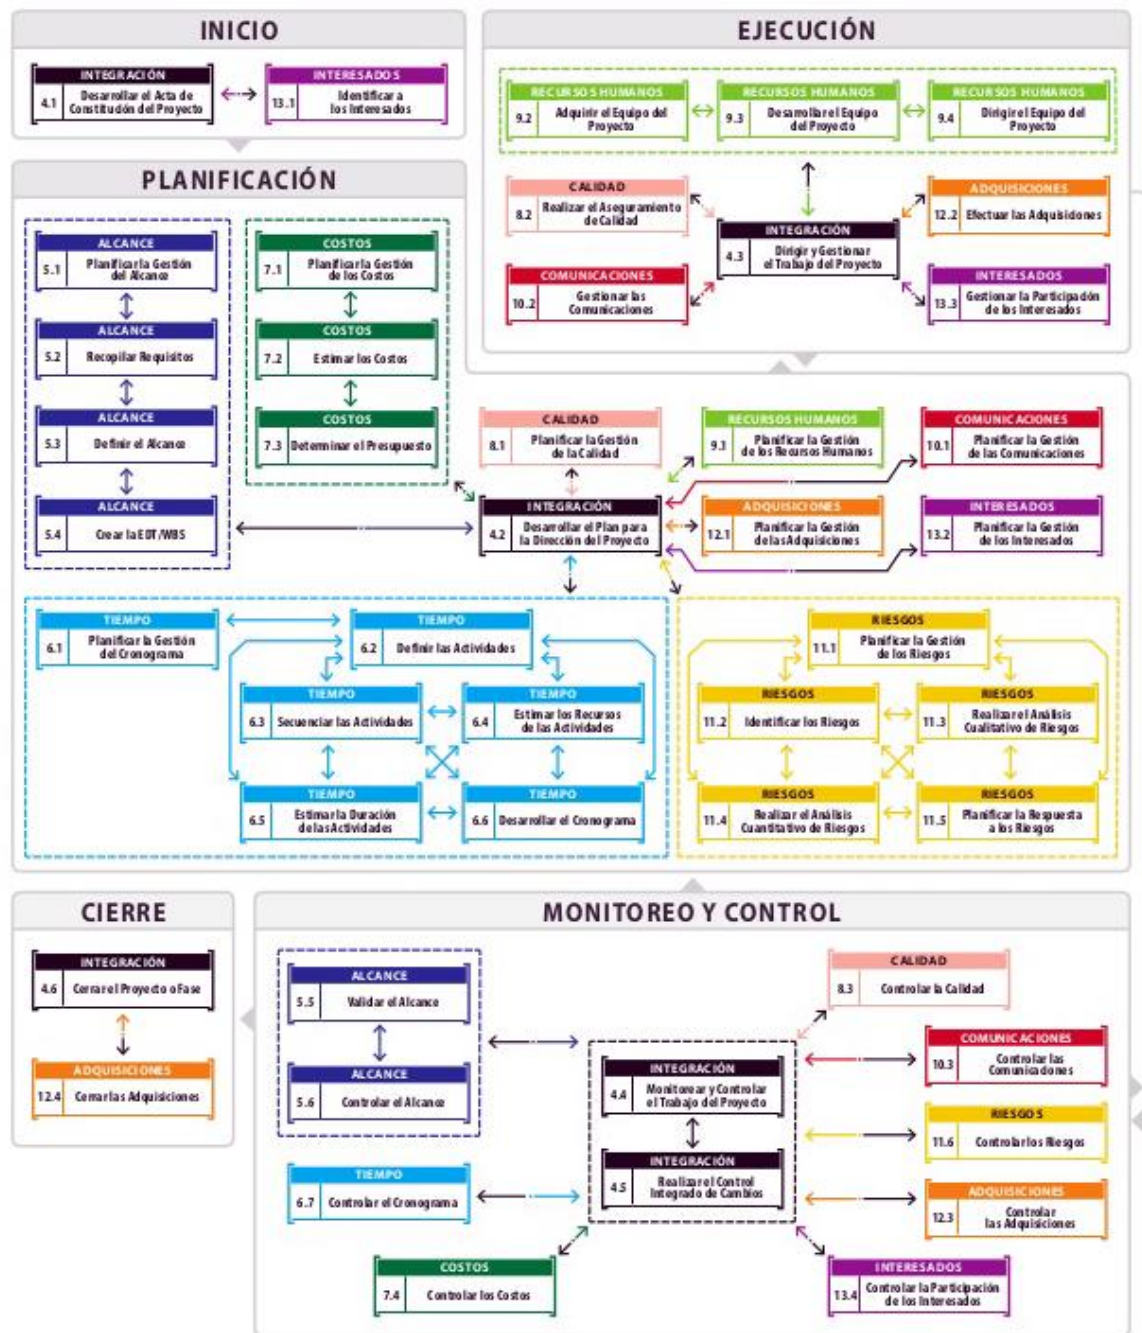 INICIO
INTEGRACIÓN
4.1
Desarrollar el Acta de
Constitución del Proyecto
INTERESADOS
13.1
Identificar a
los Interesados
EJECUCIÓN
RECURSOS HUMANOS
9.2
Adquirir el Equipo del
Proyecto
RECURSOS HUMANOS
9.3
Desarrollar el Equipo
del Proyecto
RECURSOS HUMANOS
9.4
Dirigir el Equipo del
Proyecto
CALIDAD
8.2
Realizar el Aseguramiento
de Calidad
INTEGRACIÓN
4.3
Dirigir y Gestionar
el Trabajo del Proyecto
ADQUISICIONES
12.2
Efectuar las Adquisiciones
COMUNICACIONES
10.2
Gestionar las
Comunicaciones
INTERESADOS
13.3
Gestionar la Participación
de los Interesados
PLANIFICACIÓN
ALCANCE
5.1
Planificar la Gestión
del Alcance
ALCANCE
5.2
Recopilar Requisitos
ALCANCE
5.3
Definir el Alcance
ALCANCE
5.4
Crear la EDT/WBS
COSTOS
7.1
Planificar la Gestión
de los Costos
COSTOS
7.2
Estimar los Costos
COSTOS
7.3
Determinar el Presupuesto
CALIDAD
8.1
Planificar la Gestión
de la Calidad
RECURSOS HUMANOS
9.1
Planificar la Gestión
de los Recursos Humanos
COMUNICACIONES
10.1
Planificar la Gestión
de las Comunicaciones
INTEGRACIÓN
4.2
Desarrollar el Plan para
la Dirección del Proyecto
ADQUISICIONES
12.1
Planificar la Gestión
de las Adquisiciones
INTERESADOS
13.2
Planificar la Gestión
de los Interesados
TIEMPO
6.1
Planificar la Gestión
del Cronograma
TIEMPO
6.2
Definir las Actividades
TIEMPO
6.3
Secuenciar las Actividades
TIEMPO
6.4
Estimar los Recursos
de las Actividades
TIEMPO
6.5
Estimar la Duración
de las Actividades
TIEMPO
6.6
Desarrollar el Cronograma
RIESGOS
11.1
Planificar la Gestión
de los Riesgos
RIESGOS
11.2
Identificar los Riesgos
RIESGOS
11.3
Realizar el Análisis
Cualitativo de Riesgos
RIESGOS
11.4
Realizar el Análisis
Cuantitativo de Riesgos
RIESGOS
11.5
Planificar la Respuesta
a los Riesgos
CIERRE
INTEGRACIÓN
4.6
Cerrar el Proyecto o Fase
ADQUISICIONES
12.4
Cerrar las Adquisiciones
MONITOREO Y CONTROL
ALCANCE
5.5
Validar el Alcance
ALCANCE
5.6
Controlar el Alcance
TIEMPO
6.7
Controlar el Cronograma
COSTOS
7.4
Controlar los Costos
INTEGRACIÓN
4.4
Monitorear y Controlar
el Trabajo del Proyecto
INTEGRACIÓN
4.5
Realizar el Control
Integrado de Cambios
CALIDAD
8.3
Controlar la Calidad
COMUNICACIONES
10.3
Controlar las
Comunicaciones
RIESGOS
11.6
Controlar los Riesgos
ADQUISICIONES
12.3
Controlar
las Adquisiciones
INTERESADOS
13.4
Controlar la Participación
de los Interesados